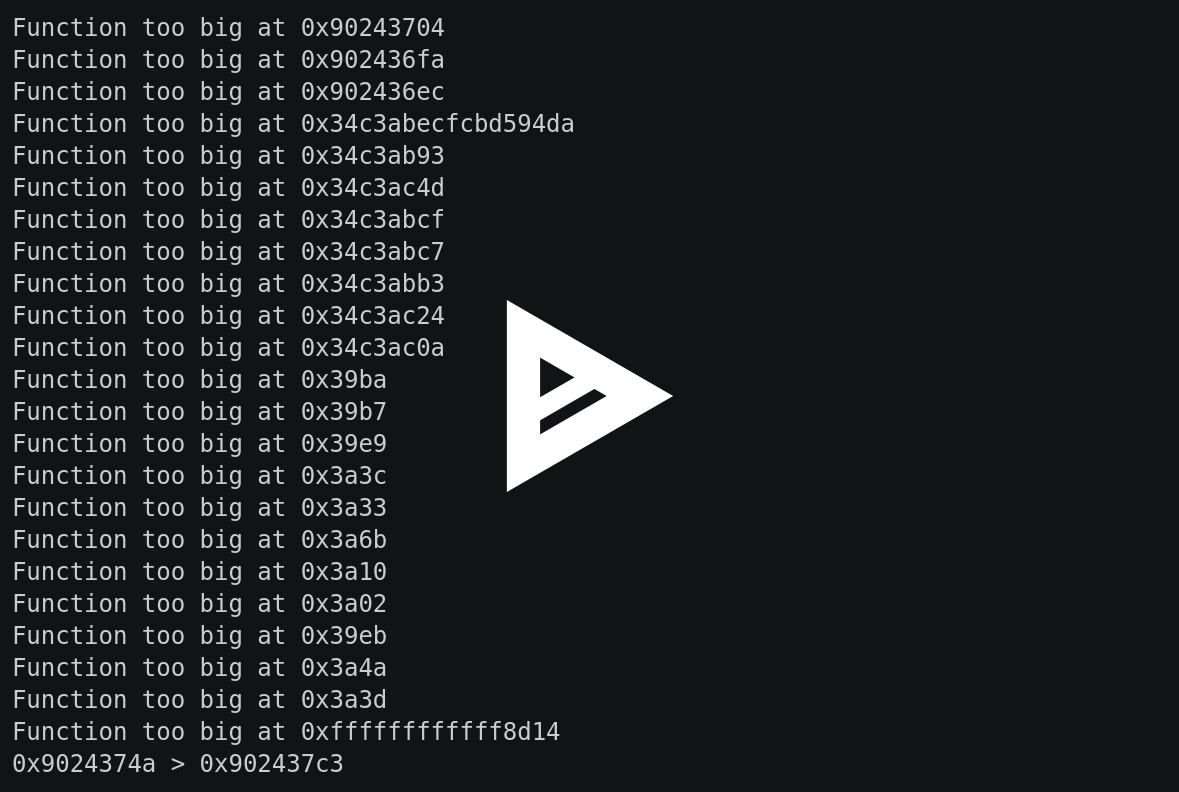 Function too big at 0x90243704
Function too big at 0x902436fa
Function too big at 0x902436ec
Function too big at 0x34c3abecfcbd594da
Function too big at 0x34c3ab93
Function too big at 0x34c3ac4d
Function too big at 0x34c3abcf
Function too big at 0x34c3abc7
Function too big at 0x34c3abb3
Function too big at 0x34c3ac24
Function too big at 0x34c3ac0a
Function too big at 0x39ba
Function too big at 0x39b7
Function too big at 0x39e9
Function too big at 0x3a3c
Function too big at 0x3a33
Function too big at 0x3a6b
Function too big at 0x3a10
Function too big at 0x3a02
Function too big at 0x39eb
Function too big at 0x3a4a
Function too big at 0x3a3d
Function too big at 0xffffffffffff8d14
0x9024374a > 0x902437c3